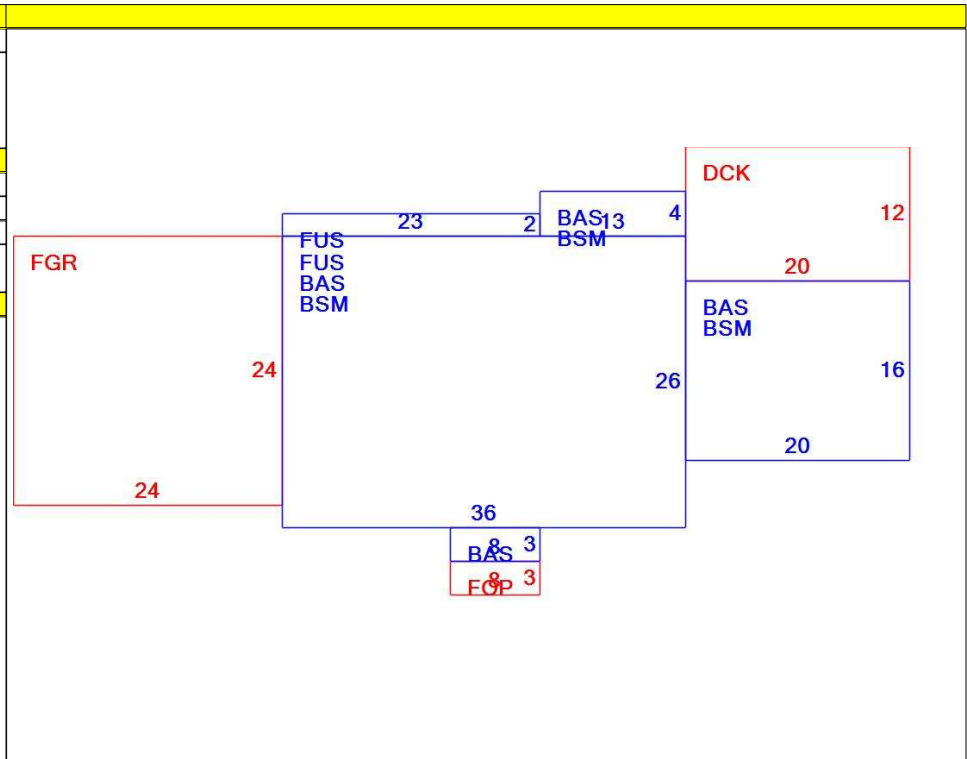 DCK
12
20
23
2
BAS 13 4
BSM
FUS
FUS
BAS
BSM
FGR
24
24
26
BAS
BSM
16
20
36
8 3
BAS
8 3
FOP